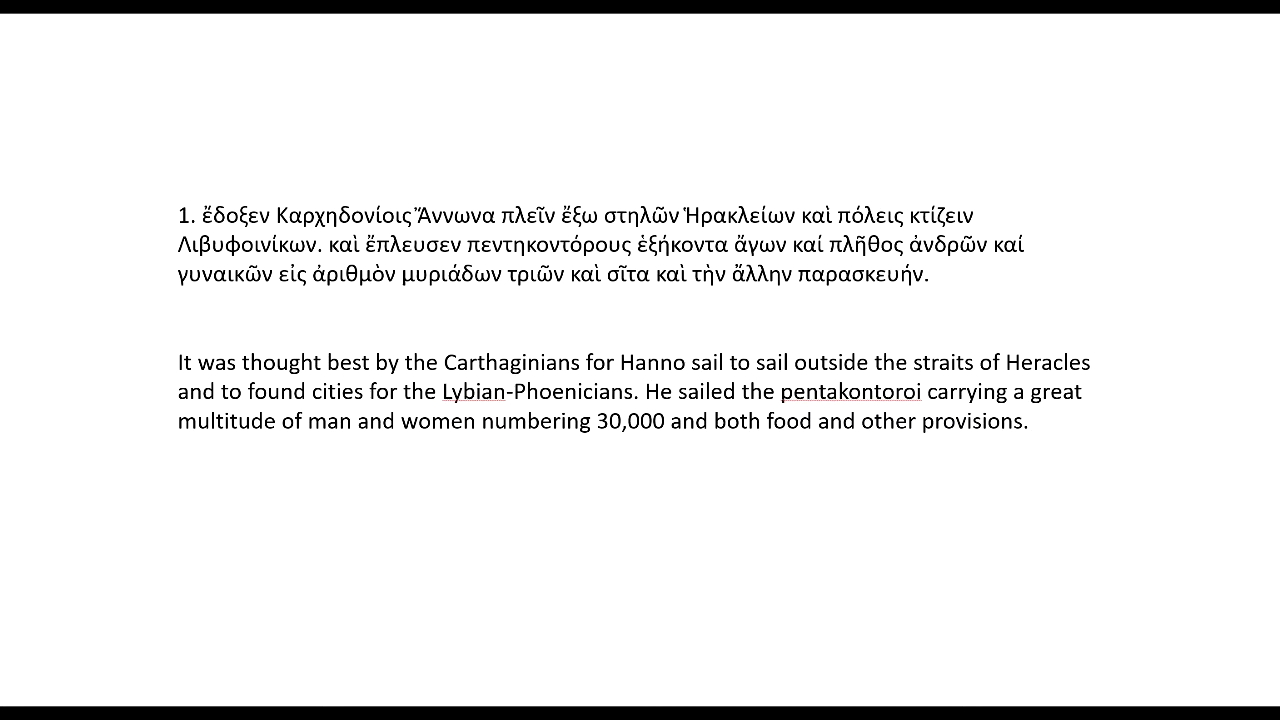 1. ἔδοξεν Καρχηδονίοις Ἄννωνα πλεῖν ἔξω στηλῶν Ἡρακλείων καὶ πόλεις κτίζειν
Λιβυφοινίκων. καὶ ἔπλευσεν πεντηκοντόρους ἑξήκοντα ἄγων καί πλῆθος ἀνδρῶν καί
γυναικῶν εἰς ἀριθμὸν μυριάδων τριῶν καὶ σῖτα καὶ τὴν ἄλλην παρασκευήν.
It was thought best by the Carthaginians for Hanno sail to sail outside the straits of Heracles
and to found cities for the Lybian-Phoenicians. He sailed the pentakontoroi carrying a great
multitude of man and women numbering 30,000 and both food and other provisions.